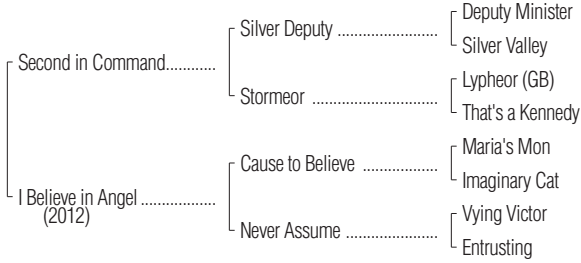 Deputy Minister
Silver Deputy ............................
Silver Valley
Second in Command............
Lypheor (GB)
Stormeor ...................................
That's a Kennedy
Maria's Mon
Cause to Believe .....................
Imaginary Cat
I Believe in Angel ..................
(2012)
Vying Victor
Never Assume .........................
Entrusting